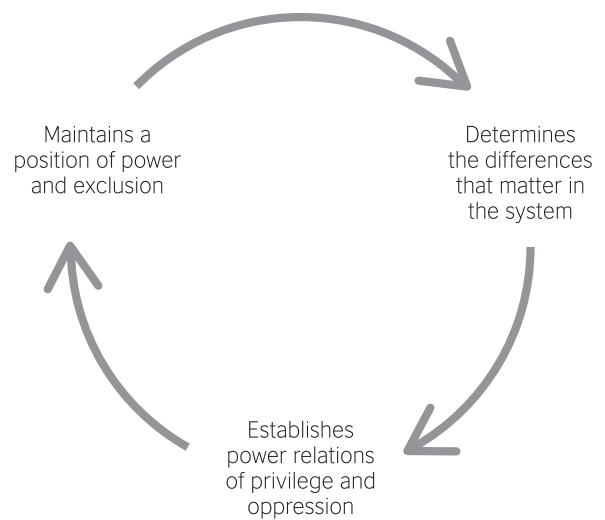 Maintains a
position of power
and exclusion
Determines
the differences
that matter in
the system
Establishes
power relations
of privilege and
oppression